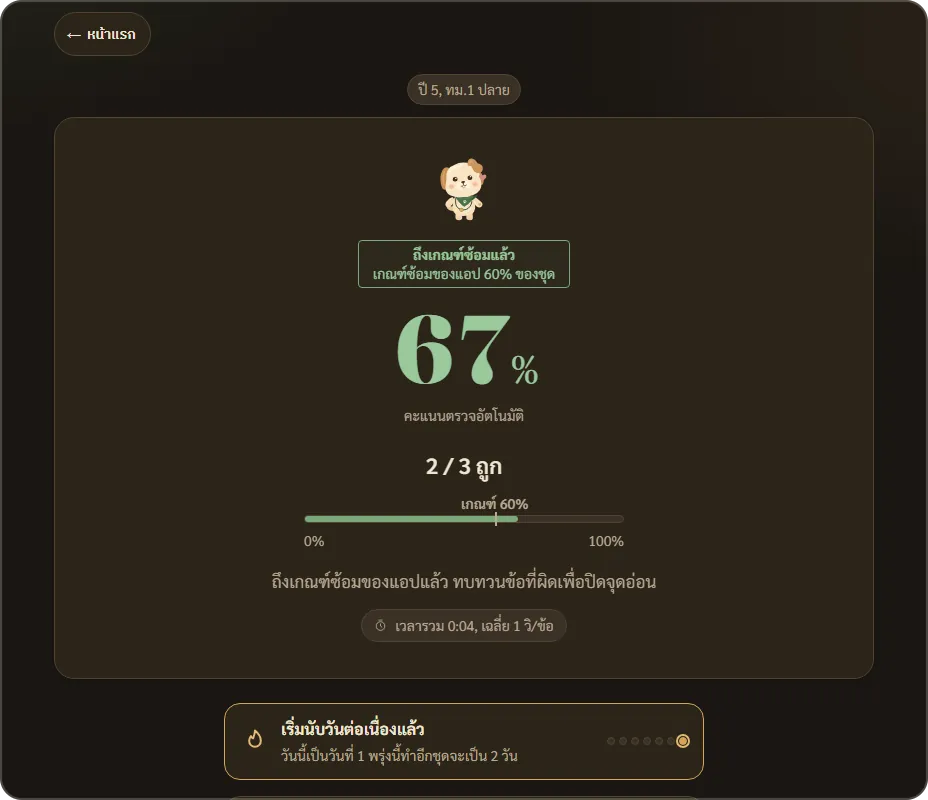 ← หน้าแรก
ปี 5, ทม.1 ปลาย
ถึงเกณฑ์ซ้อมแล้ว
เกณฑ์ซ้อมของแอป 60% ของชุด
67%
คะแนนตรวจอัตโนมัติ
2 / 3 ถูก
เกณฑ์ 60%
0% 100%
ถึงเกณฑ์ซ้อมของแอปแล้ว ทบทวนข้อที่ผิดเพื่อปิดจุดอ่อน
เวลารวม 0:04, เฉลี่ย 1 วิ/ข้อ
เริ่มนับวันต่อเนื่องแล้ว
วันนี้เป็นวันที่ 1 พรุ่งนี้ทำอีกชุดจะเป็น 2 วัน